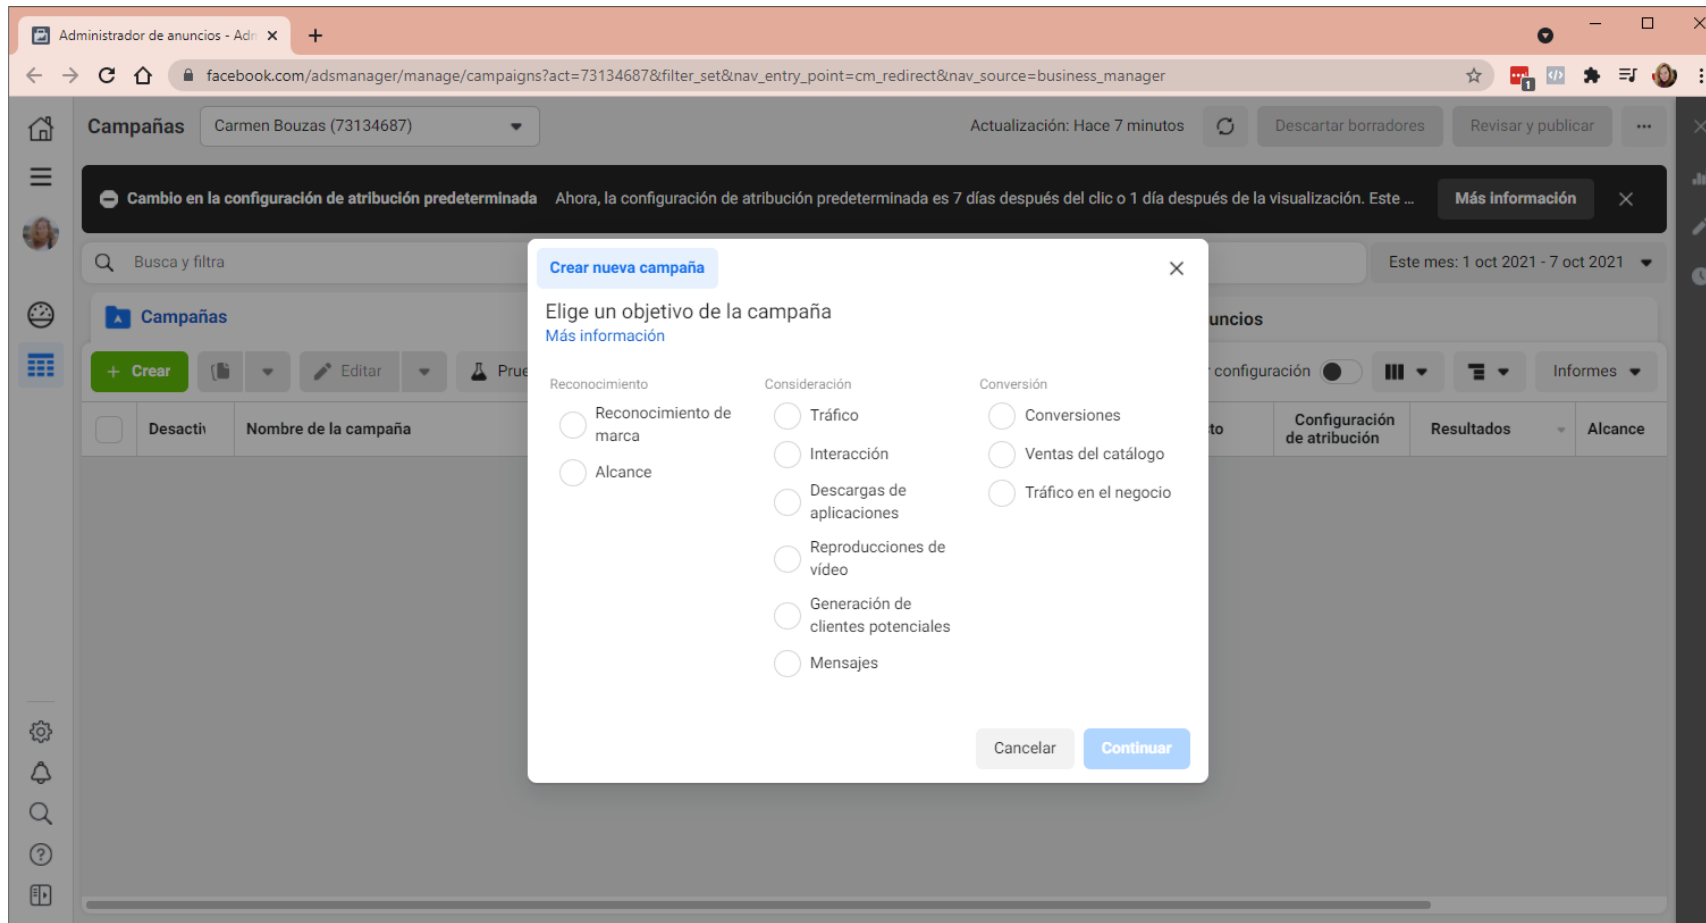 Administrador de anuncios - Adm
facebook.com/adsmanager/manage/campaigns?act=73134687&filter_set&nav_entry_point=cm_redirect&nav_source=business_manager
1
Campañas
Carmen Bouzas (73134687)
Actualización: Hace 7 minutos
Descartar borradores
Revisar y publicar
Cambio en la configuración de atribución predeterminada
Ahora, la configuración de atribución predeterminada es 7 días después del clic o 1 día después de la visualización. Este ...
Más información
Busca y filtra
Este mes: 1 oct 2021 - 7 oct 2021
Crear nueva campaña
Elige un objetivo de la campaña
Más información
Campañas
uncios
+ Crear
Editar
Prue
configuración
Informes
Desactiv
Nombre de la campaña
to
Configuración
de atribución
Resultados
Alcance
Reconocimiento
Reconocimiento de
marca
Alcance
Consideración
Tráfico
Interacción
Descargas de
aplicaciones
Reproducciones de
vídeo
Generación de
clientes potenciales
Mensajes
Conversión
Conversiones
Ventas del catálogo
Tráfico en el negocio
Cancelar
Continuar